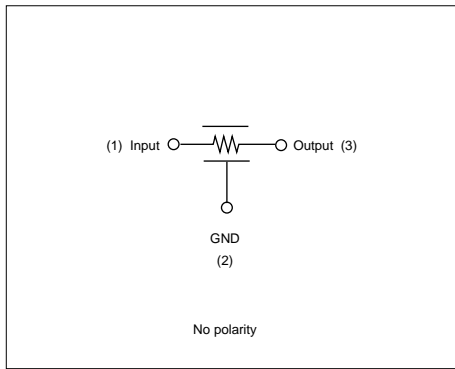 (1) Input Output (3)
GND
(2)
No polarity